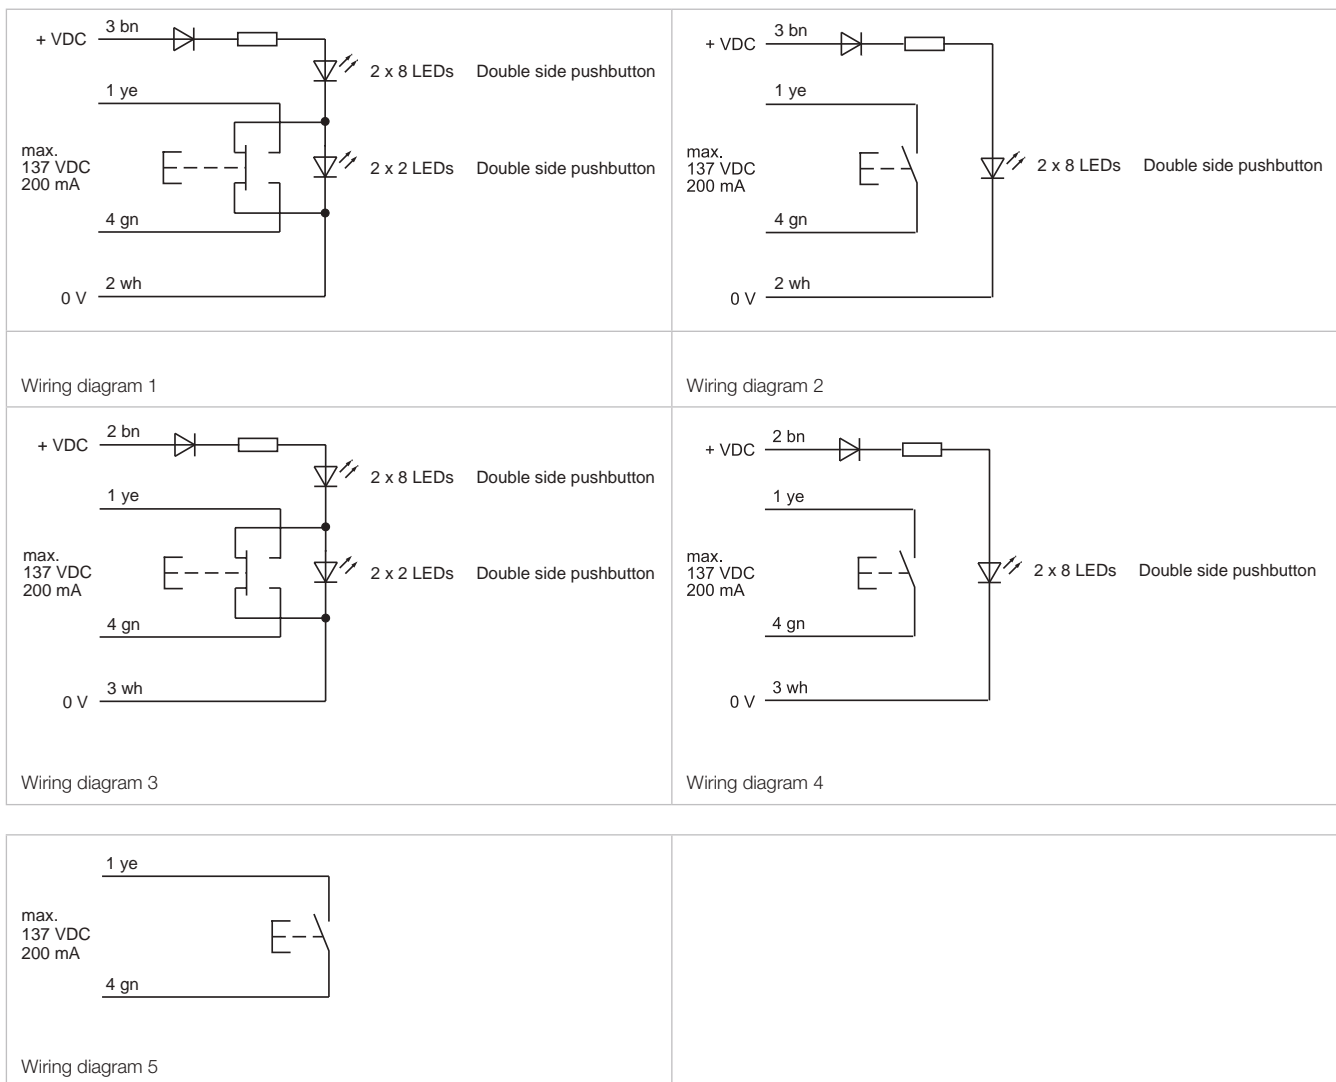 3 bn
+ VDC
2 x 8 LEDs Double side pushbutton
1 ye
max.
137 VDC
200 mA
2 x 2 LEDs Double side pushbutton
4 gn
2 wh
0 V
Wiring diagram 1
3 bn
+ VDC
1 ye
max.
137 VDC
200 mA
2 x 8 LEDs Double side pushbutton
4 gn
2 wh
0 V
Wiring diagram 2
2 bn
+ VDC
2 x 8 LEDs Double side pushbutton
1 ye
max.
137 VDC
200 mA
2 x 2 LEDs Double side pushbutton
4 gn
3 wh
0 V
Wiring diagram 3
2 bn
+ VDC
1 ye
max.
137 VDC
200 mA
2 x 8 LEDs Double side pushbutton
4 gn
3 wh
0 V
Wiring diagram 4
1 ye
max.
137 VDC
200 mA
4 gn
Wiring diagram 5